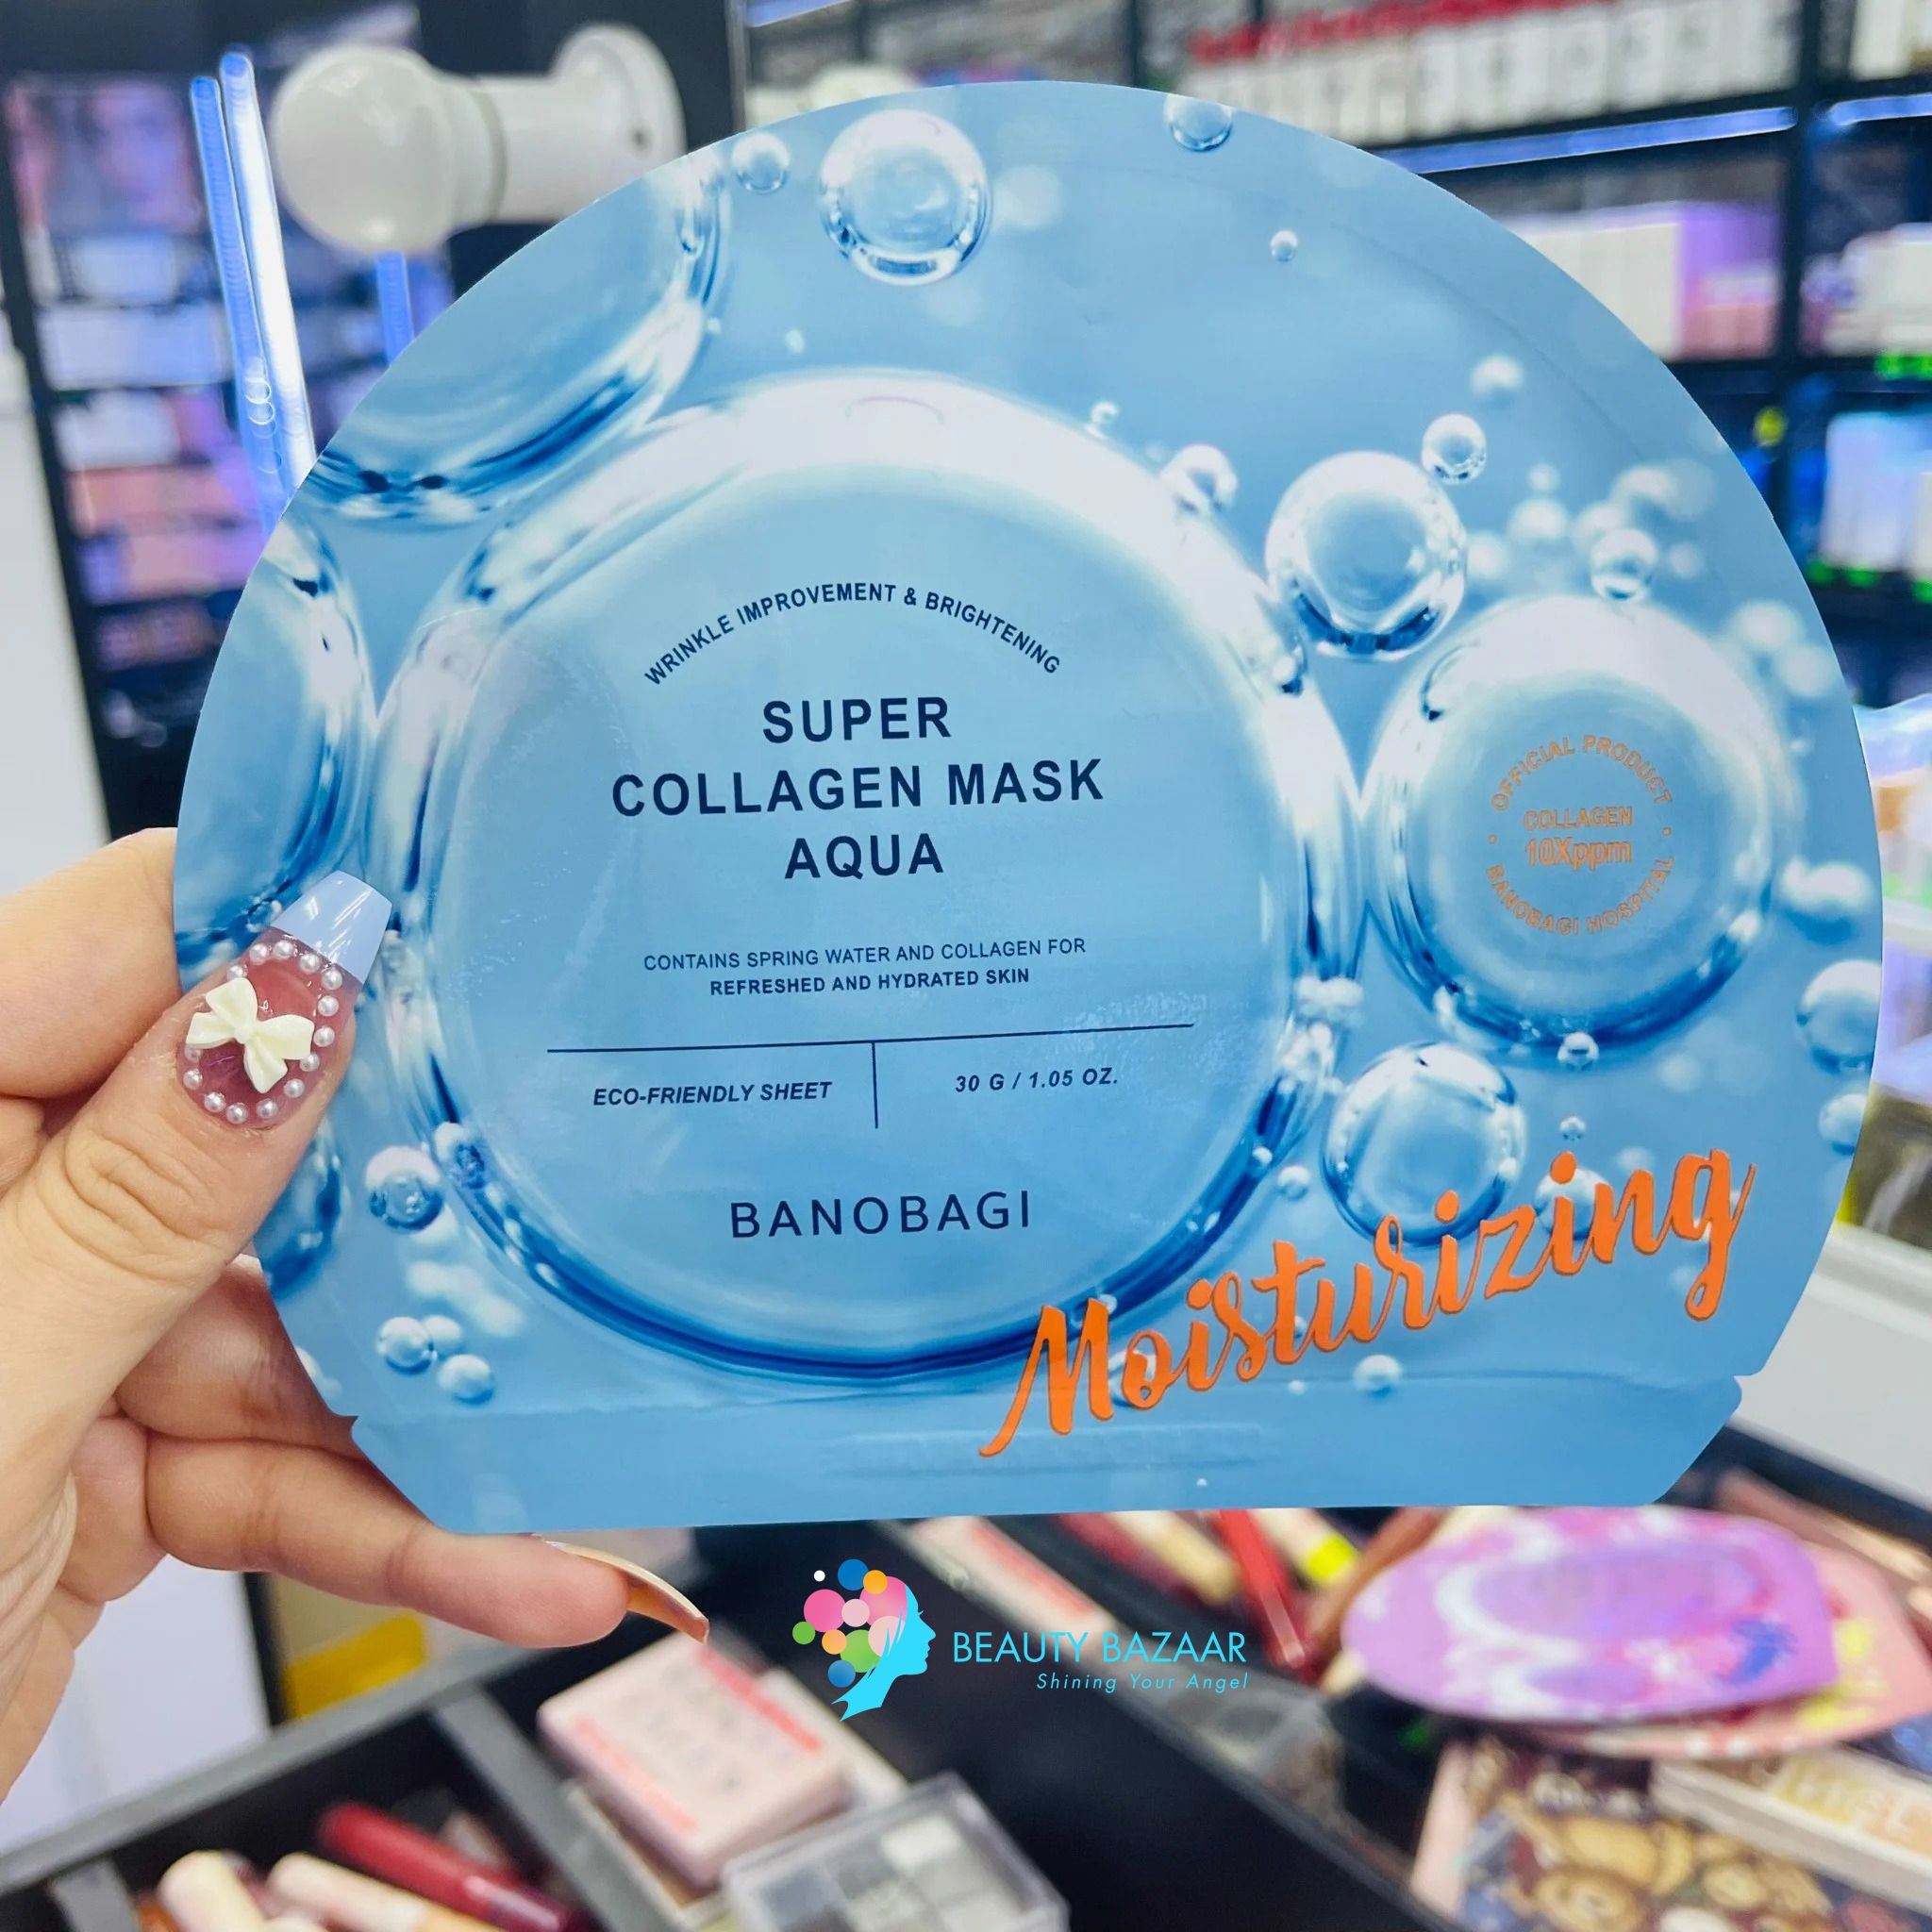 WRINKLE IMPROVEMENT & BRIGHTENING
SUPER
COLLAGEN MASK
AQUA
CONTAINS SPRING WATER AND COLLAGEN FOR
REFRESHED AND HYDRATED SKIN
ECO-FRIENDLY SHEET
30 G / 1.05 OZ.
BANOBAGI
OFFICIAL PRODUCT
COLLAGEN
10Xppm
BANOBAGI HOSPITAL
Moisturizing
BEAUTY BAZAAR
Shining Your Angel